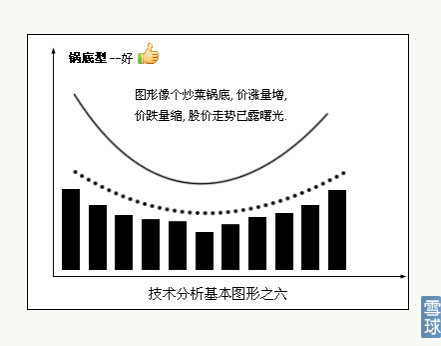 锅底型--好
图形像个炒菜锅底,价涨量增,
价跌量缩,股价走势已露曙光.
技术分析基本图形之六
雪球